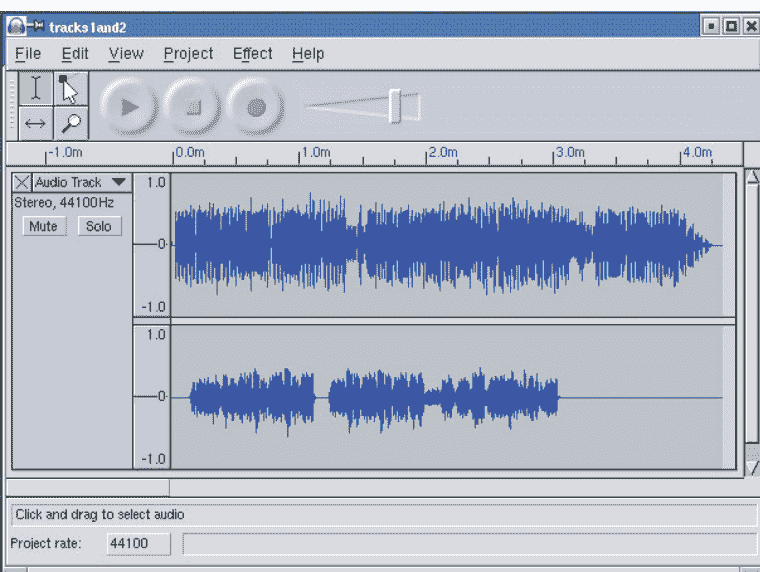 tracks1and2
File Edit View Project Effect Help
-1.0m 0.0m 1.0m 2.0m 3.0m 4.0m
Audio Track
Stereo, 44100Hz
Mute Solo
1.0
0
-1.0
1.0
0
-1.0
Click and drag to select audio
Project rate: 44100